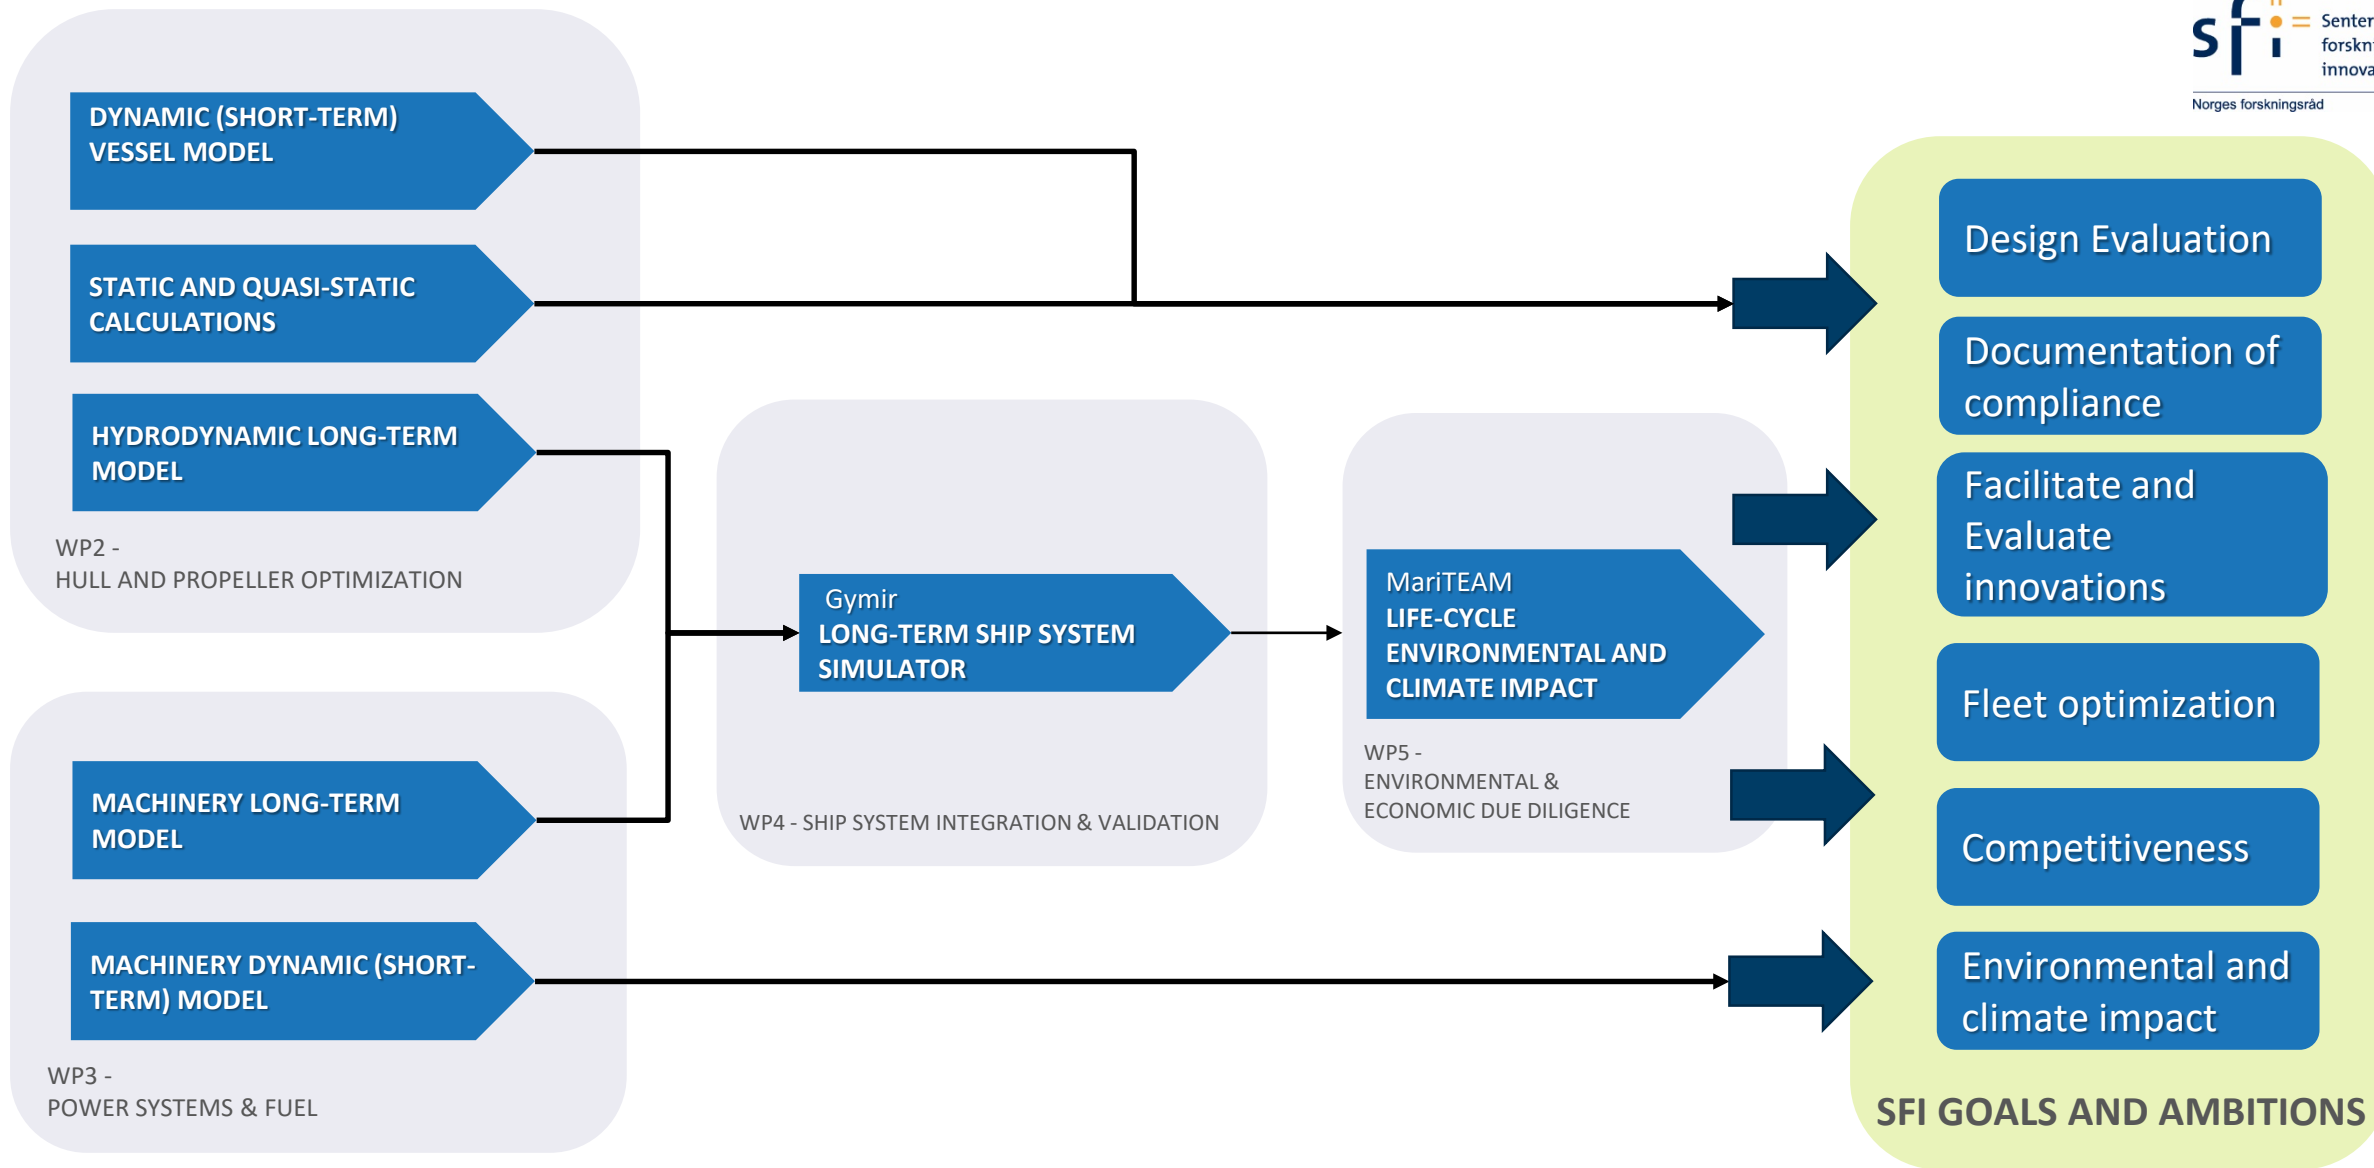 sfi
Senter
Norges forskningsråd
DYNAMIC (SHORT-TERM)
VESSEL MODEL
STATIC AND QUASI-STATIC
CALCULATIONS
HYDRODYNAMIC LONG-TERM
MODEL
WP2 -
HULL AND PROPELLER OPTIMIZATION
MACHINERY LONG-TERM
MODEL
MACHINERY DYNAMIC (SHORT-
TERM) MODEL
WP3 -
POWER SYSTEMS & FUEL
Gymir
LONG-TERM SHIP SYSTEM
SIMULATOR
WP4 - SHIP SYSTEM INTEGRATION & VALIDATION
MariTEAM
LIFE-CYCLE
ENVIRONMENTAL AND
CLIMATE IMPACT
WP5 -
ENVIRONMENTAL &
ECONOMIC DUE DILIGENCE
Design Evaluation
Documentation of
compliance
Facilitate and
Evaluate
innovations
Fleet optimization
Competitiveness
Environmental and
climate impact
SFI GOALS AND AMBITIONS